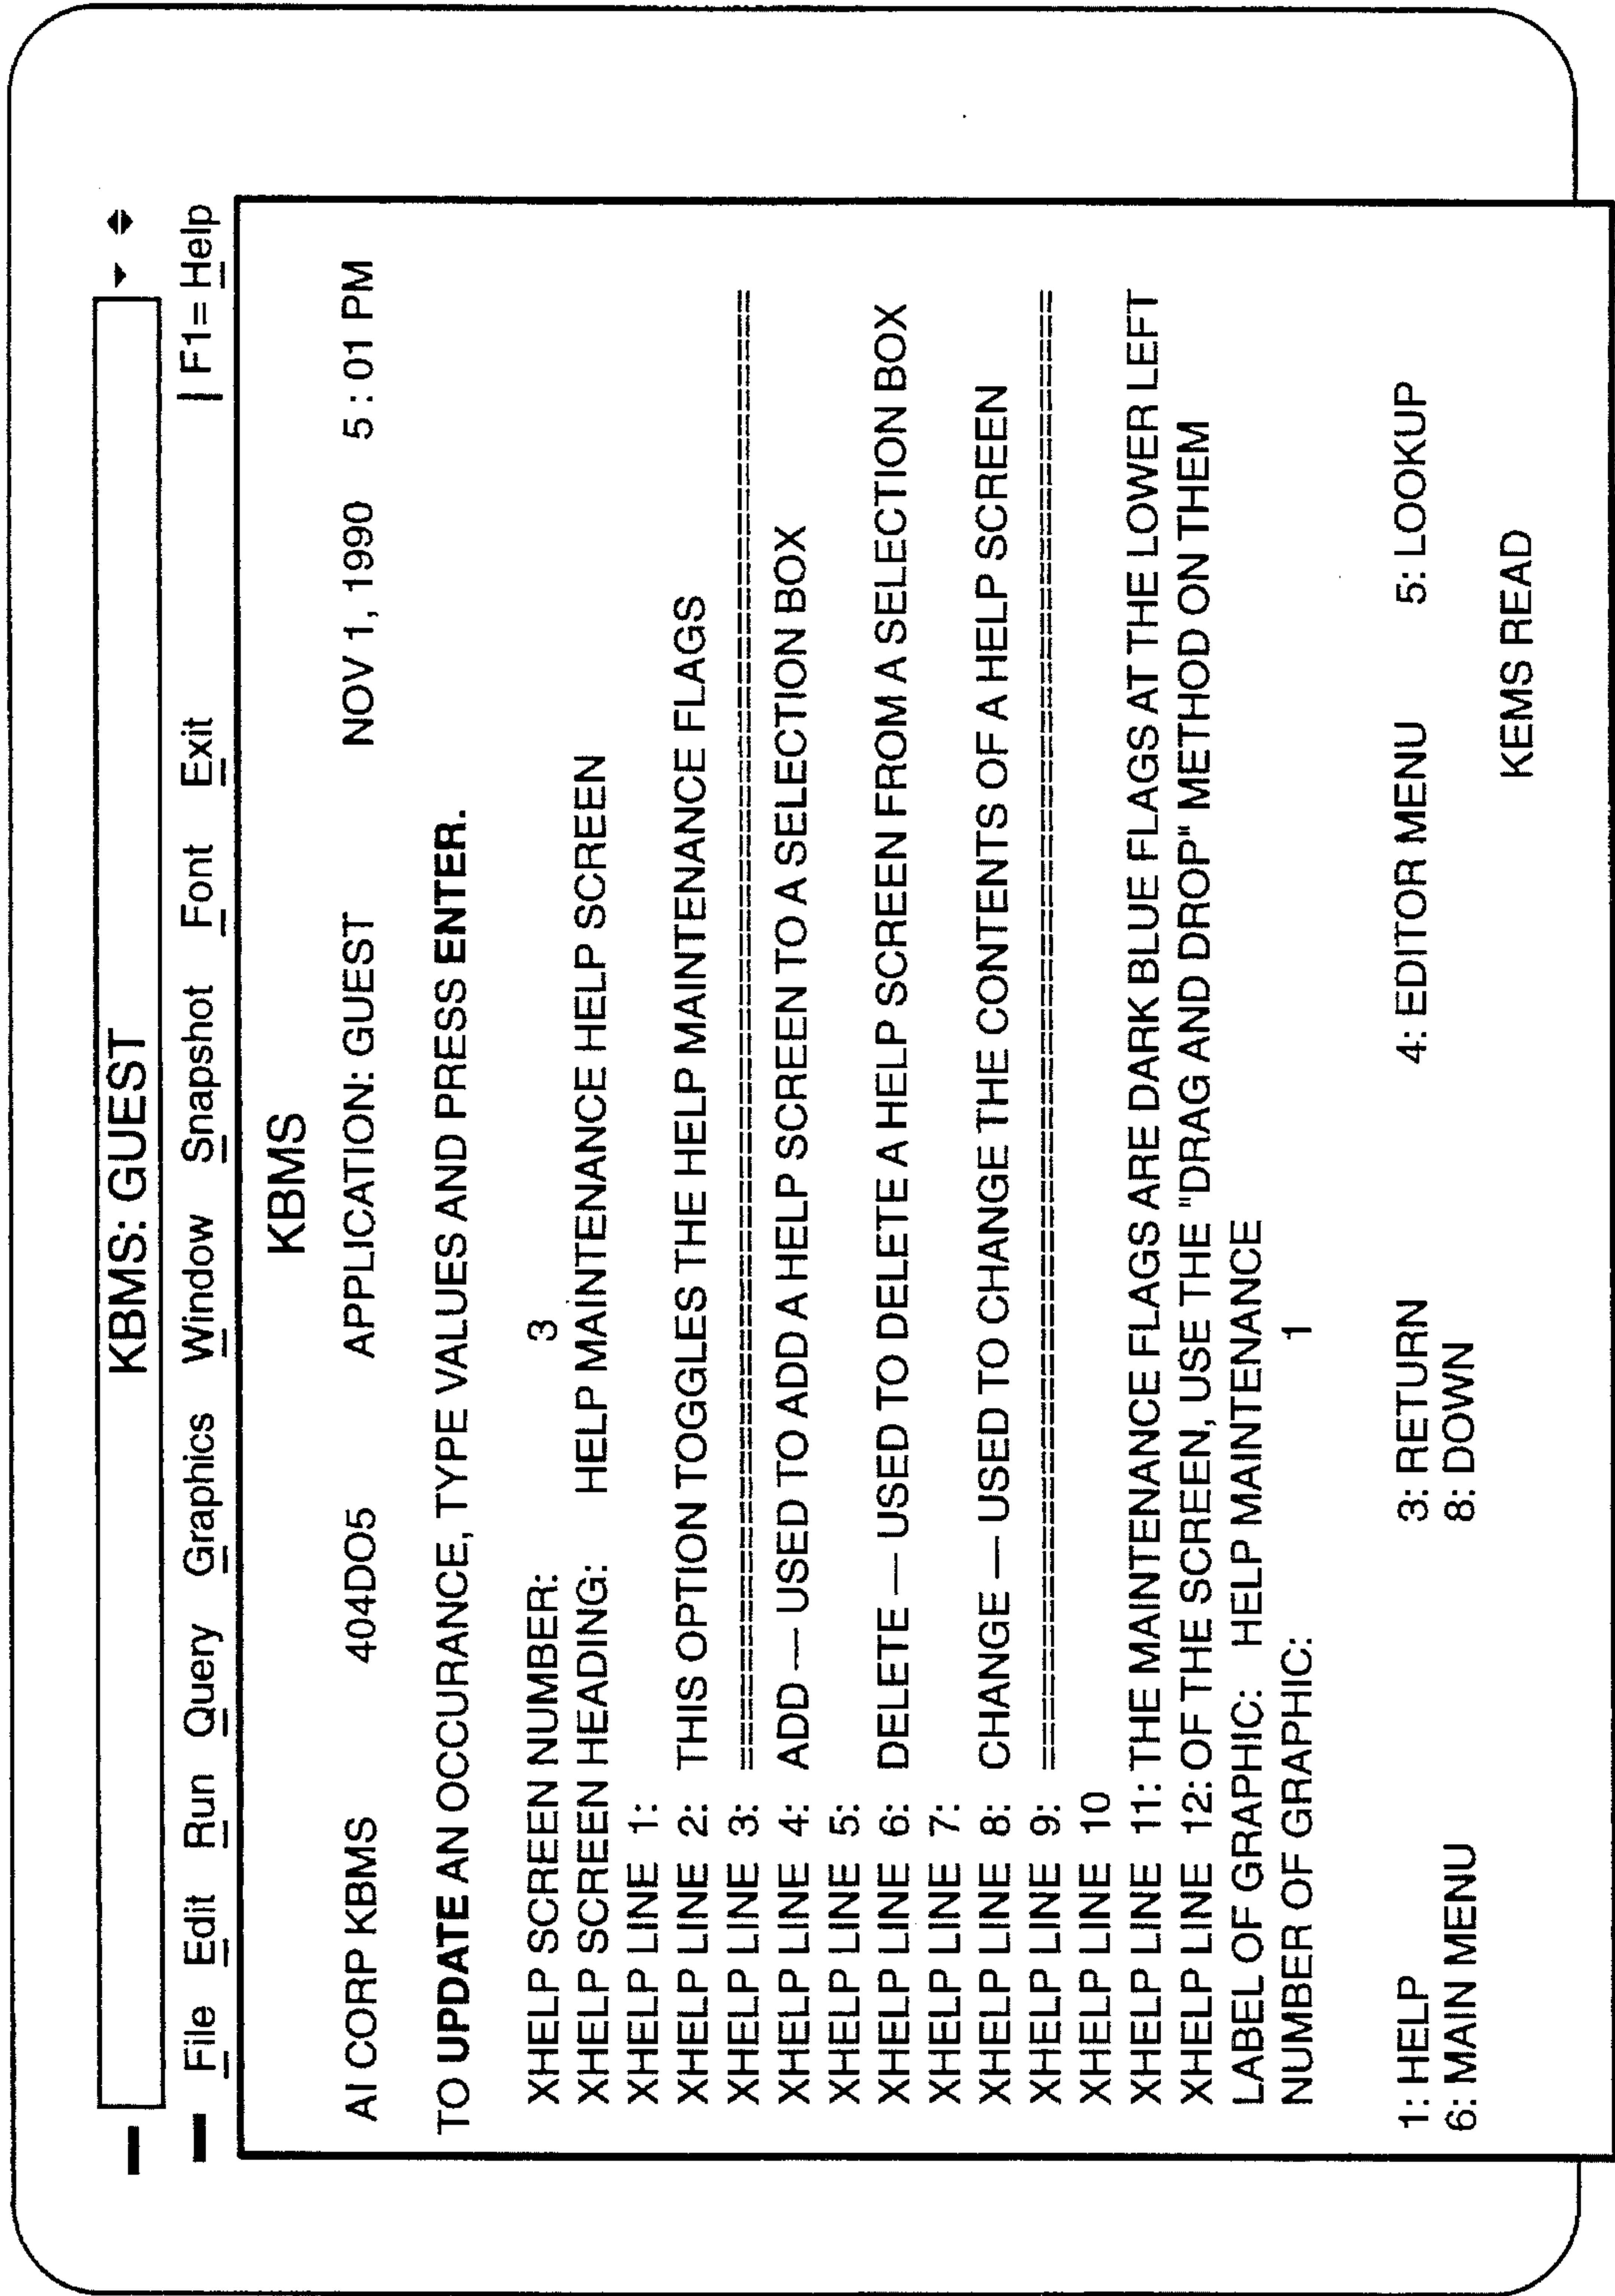 KBMS: GUEST
File Edit Run Query Graphics Window Snapshot Font Exit | F1= Help
KBMS
AI CORP KBMS 404DO5 APPLICATION: GUEST NOV 1, 1990 5 : 01 PM
TO UPDATE AN OCCURANCE, TYPE VALUES AND PRESS ENTER.
XHELP SCREEN NUMBER: 3
XHELP SCREEN HEADING: HELP MAINTENANCE HELP SCREEN
XHELP LINE 1:
XHELP LINE 2: THIS OPTION TOGGLES THE HELP MAINTENANCE FLAGS
XHELP LINE 3: ================================================
XHELP LINE 4: ADD — USED TO ADD A HELP SCREEN TO A SELECTION BOX
XHELP LINE 5:
XHELP LINE 6: DELETE — USED TO DELETE A HELP SCREEN FROM A SELECTION BOX
XHELP LINE 7:
XHELP LINE 8: CHANGE — USED TO CHANGE THE CONTENTS OF A HELP SCREEN
XHELP LINE 9: ================================================
XHELP LINE 10
XHELP LINE 11: THE MAINTENANCE FLAGS ARE DARK BLUE FLAGS AT THE LOWER LEFT
XHELP LINE 12: OF THE SCREEN, USE THE "DRAG AND DROP" METHOD ON THEM
LABEL OF GRAPHIC: HELP MAINTENANCE
NUMBER OF GRAPHIC: 1
1: HELP 3: RETURN 4: EDITOR MENU 5: LOOKUP
6: MAIN MENU 8: DOWN
KEMS READ